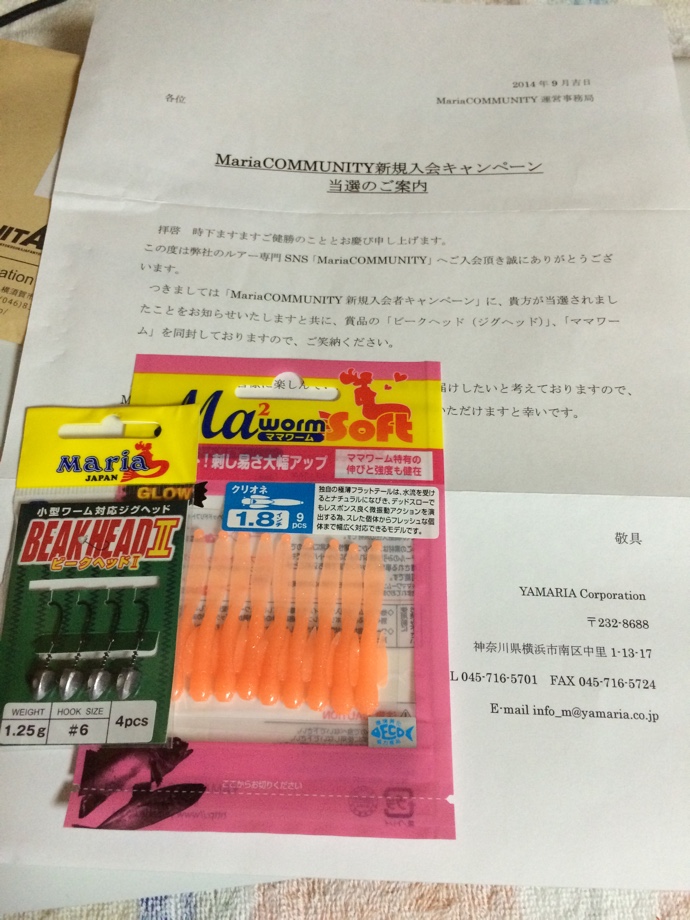 2014年9月吉日
各位
MariaCOMMUNITY 運営事務局
MariaCOMMUNITY新規入会キャンペーン
当選のご案内
拝啓　時下ますますご健勝のこととお慶び申し上げます。
この度は弊社のルアー専門 SNS「MariaCOMMUNITY」へご入会頂き誠にありがとうござ
います。
つきましては「MariaCOMMUNITY 新規入会者キャンペーン」に、貴方が当選されまし
たことをお知らせいたしますと共に、賞品の「ビークヘッド（ジグヘッド）」、「ママワー
ム」を同封しておりますので、ご笑納ください。
届けしたいと考えておりますので、
いただけますと幸いです。
敬具
YAMARIA Corporation
〒232-8688
神奈川県横浜市南区中里 1-13-17
L 045-716-5701　FAX 045-716-5724
E-mail info_m@yamaria.co.jp
Ma2 worm Soft
ママワーム
！刺し易さ大幅アップ
ママワーム特有の
伸びと強度も健在
GLOW
クリオネ
1.8インチ
9
PCS
独自の極薄フラットテールは、水流を受け
るとナチュラルになびき、デッドスローで
もレスポンス良く微振動アクションを演
出する為、スレた個体からフレッシュな個
体まで幅広く対応できるモデルです。
ECO
ここからお切りください
Maria
JAPAN
小型ワーム対応ジグヘッド
BEAK HEAD II
ビークヘッドII
WEIGHT
1.25g
HOOK SIZE
#6
4pcs
ation
横須賀市
(046)8